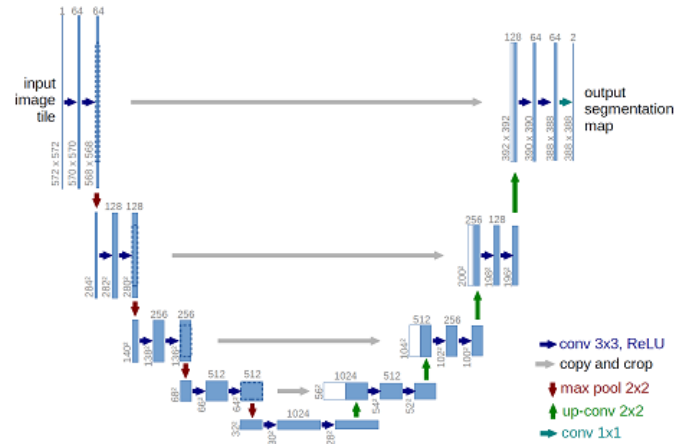 1 64 64
128 64 64 2
input
image
tile
output
segmentation
map
572 x 572
570 x 570
568 x 568
392 x 392
390 x 390
388 x 388
388 x 388
128 128
256 128
284²
282²
280²
200²
198²
196²
256 256
512 256
140²
138²
136²
104²
102²
100²
conv 3x3, ReLU
copy and crop
max pool 2x2
up-conv 2x2
conv 1x1
512 512
1024 512
68²
66²
64²
56²
54²
52²
1024
32²
30²
28²